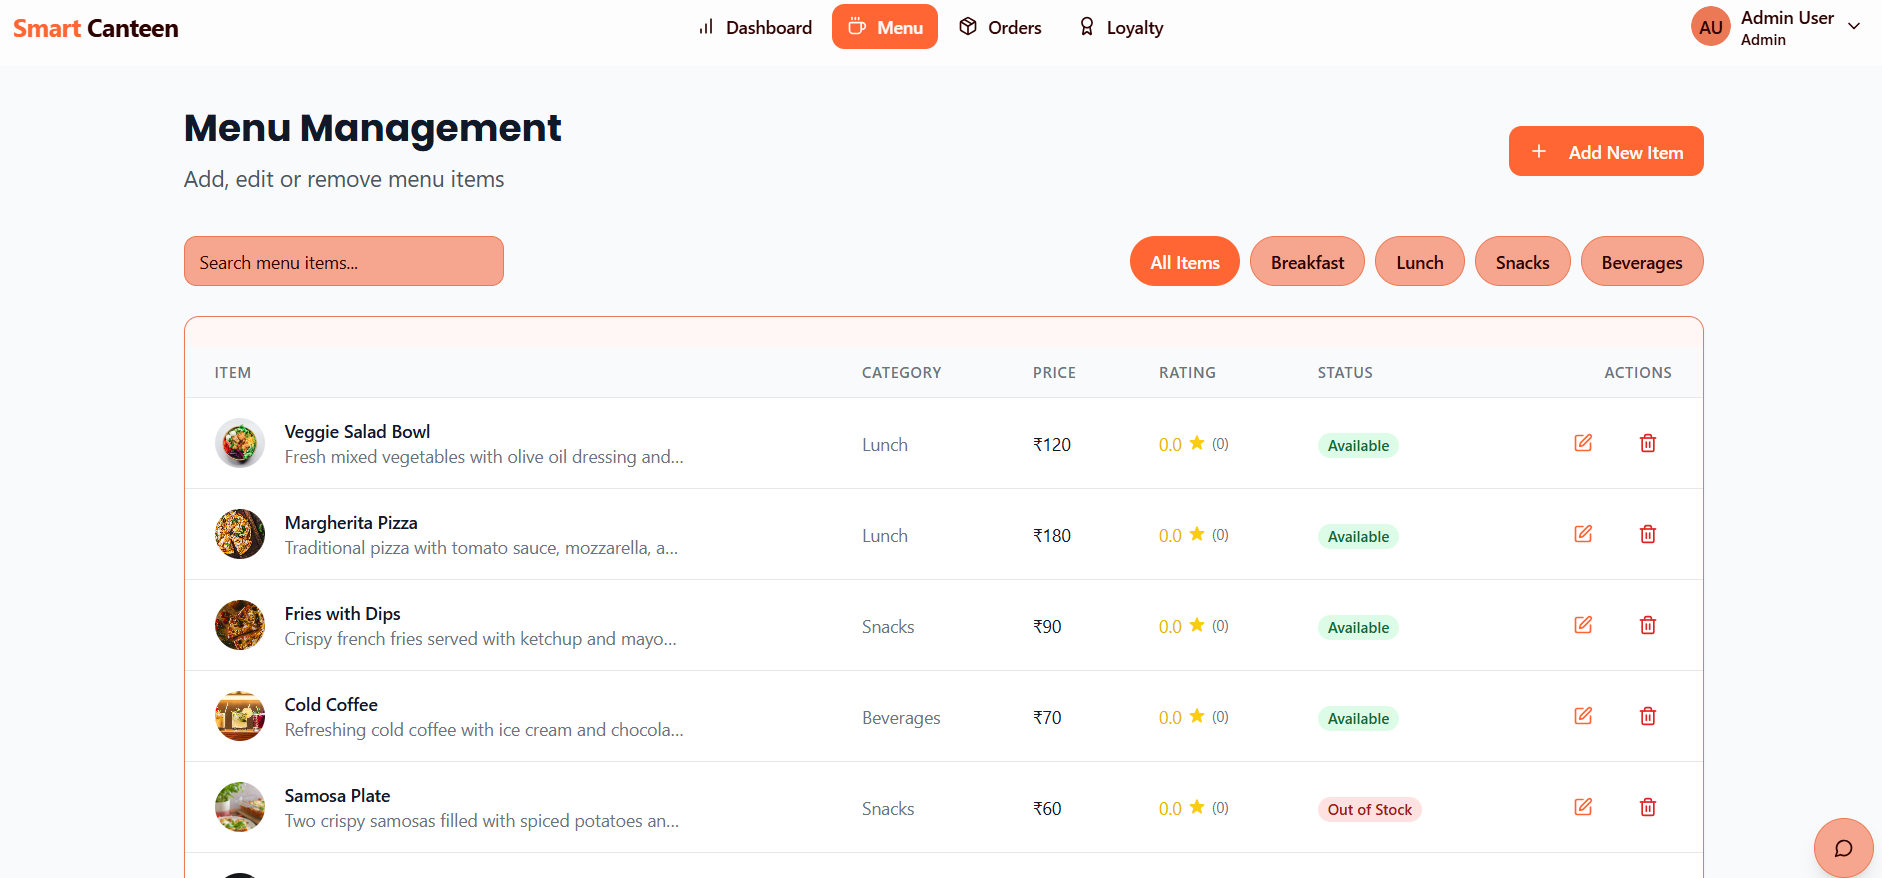 Smart Canteen
Dashboard
Menu
Orders
Loyalty
AU
Admin User
Admin
Menu Management
Add, edit or remove menu items
+ Add New Item
Search menu items...
All Items
Breakfast
Lunch
Snacks
Beverages
ITEM CATEGORY PRICE RATING STATUS ACTIONS
Veggie Salad Bowl
Fresh mixed vegetables with olive oil dressing and...
Lunch ₹120 0.0 ★ (0) Available
Margherita Pizza
Traditional pizza with tomato sauce, mozzarella, a...
Lunch ₹180 0.0 ★ (0) Available
Fries with Dips
Crispy french fries served with ketchup and mayo...
Snacks ₹90 0.0 ★ (0) Available
Cold Coffee
Refreshing cold coffee with ice cream and chocola...
Beverages ₹70 0.0 ★ (0) Available
Samosa Plate
Two crispy samosas filled with spiced potatoes an...
Snacks ₹60 0.0 ★ (0) Out of Stock